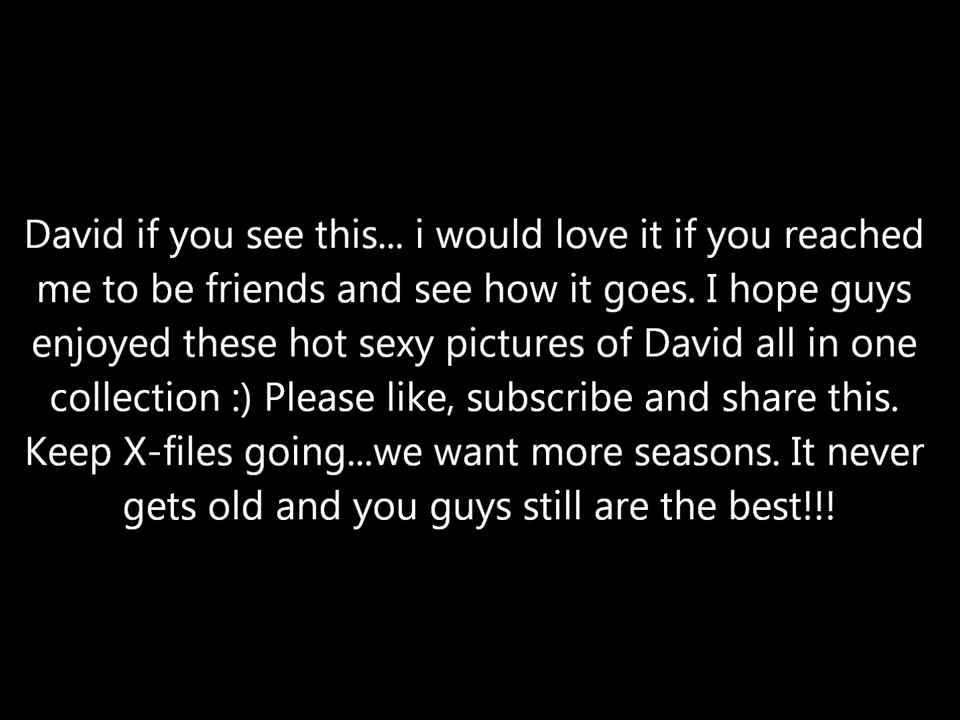 David if you see this... i would love it if you reached
me to be friends and see how it goes. I hope guys
enjoyed these hot sexy pictures of David all in one
collection :) Please like, subscribe and share this.
Keep X-files going...we want more seasons. It never
gets old and you guys still are the best!!!